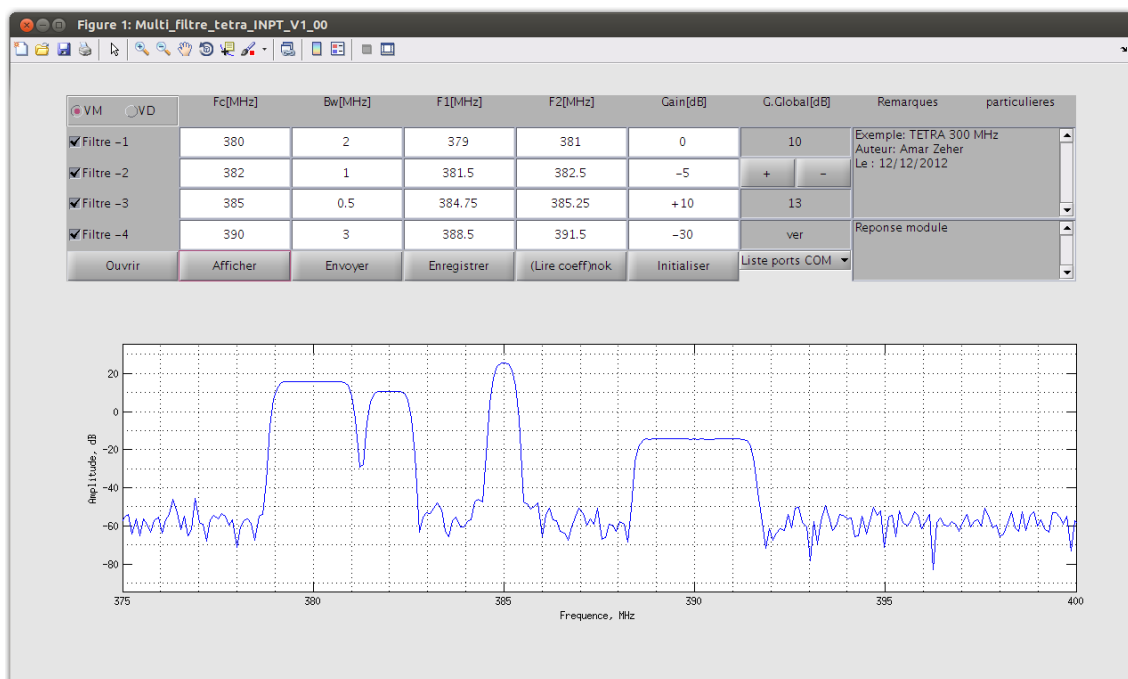 Figure 1: Multi_filtre_tetra_INPT_V1_00
VM VD Fc[MHz] Bw[MHz] F1[MHz] F2[MHz] Gain[dB] G.Global[dB] Remarques particulieres
Filtre -1 380 2 379 381 0 10
Exemple: TETRA 300 MHz
Auteur: Amar Zeher
Le : 12/12/2012
Filtre -2 382 1 381.5 382.5 -5 + -
Filtre -3 385 0.5 384.75 385.25 +10 13
Filtre -4 390 3 388.5 391.5 -30 ver Reponse module
Ouvrir Afficher Envoyer Enregistrer (Lire coeff)nok Initialiser Liste ports COM
20
0
-20
-40
-60
-80
Amplitude, dB
375 380 385 390 395 400
Frequence, MHz